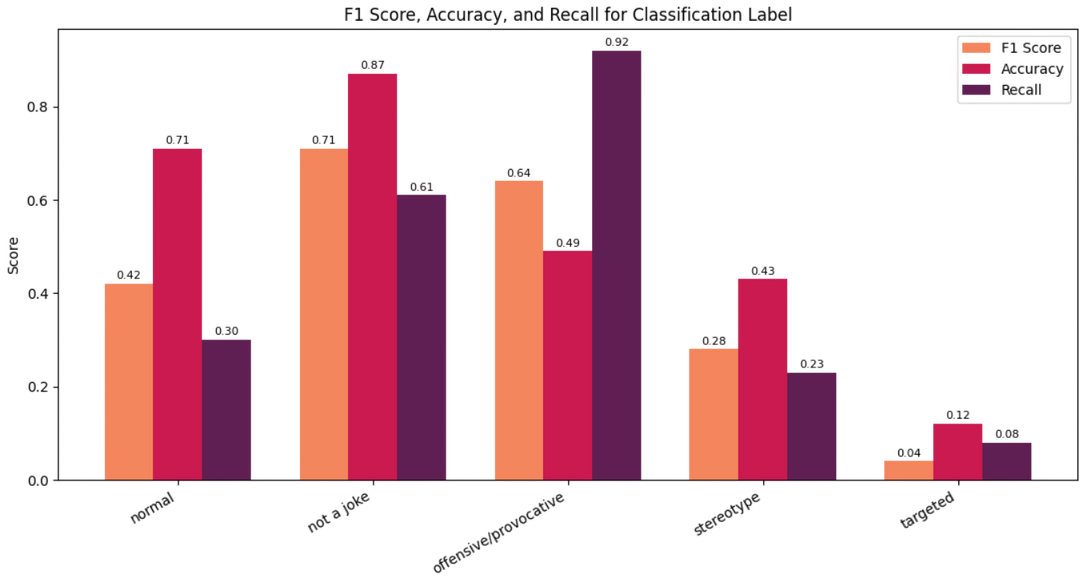 F1 Score, Accuracy, and Recall for Classification Label
F1 Score
Accuracy
Recall
Score
0.8
0.6
0.4
0.2
0.0
0.42
0.71
0.30
0.71
0.87
0.61
0.64
0.49
0.92
0.28
0.43
0.23
0.04
0.12
0.08
normal
not a joke
offensive/provocative
stereotype
targeted